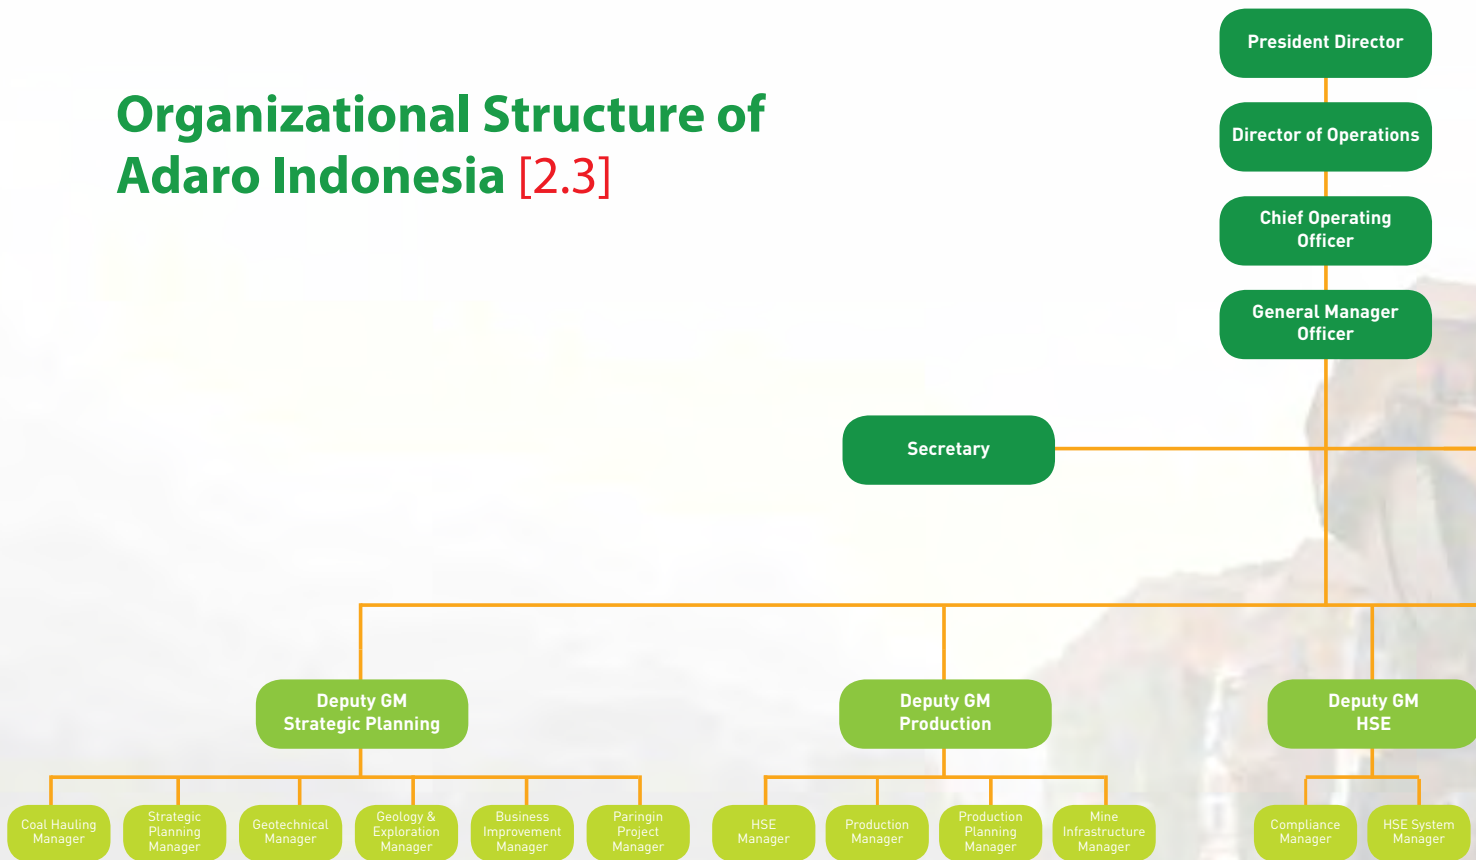 Organizational Structure of
Adaro Indonesia [2.3]
President Director
Director of Operations
Chief Operating
Officer
General Manager
Officer
Secretary
Deputy GM
Strategic Planning
Deputy GM
Production
Deputy GM
HSE
Coal Hauling
Manager
Strategic
Planning
Manager
Geotechnical
Manager
Geology &
Exploration
Manager
Business
Improvement
Manager
Paringin
Project
Manager
HSE
Manager
Production
Manager
Production
Planning
Manager
Mine
Infrastructure
Manager
Compliance
Manager
HSE System
Manager